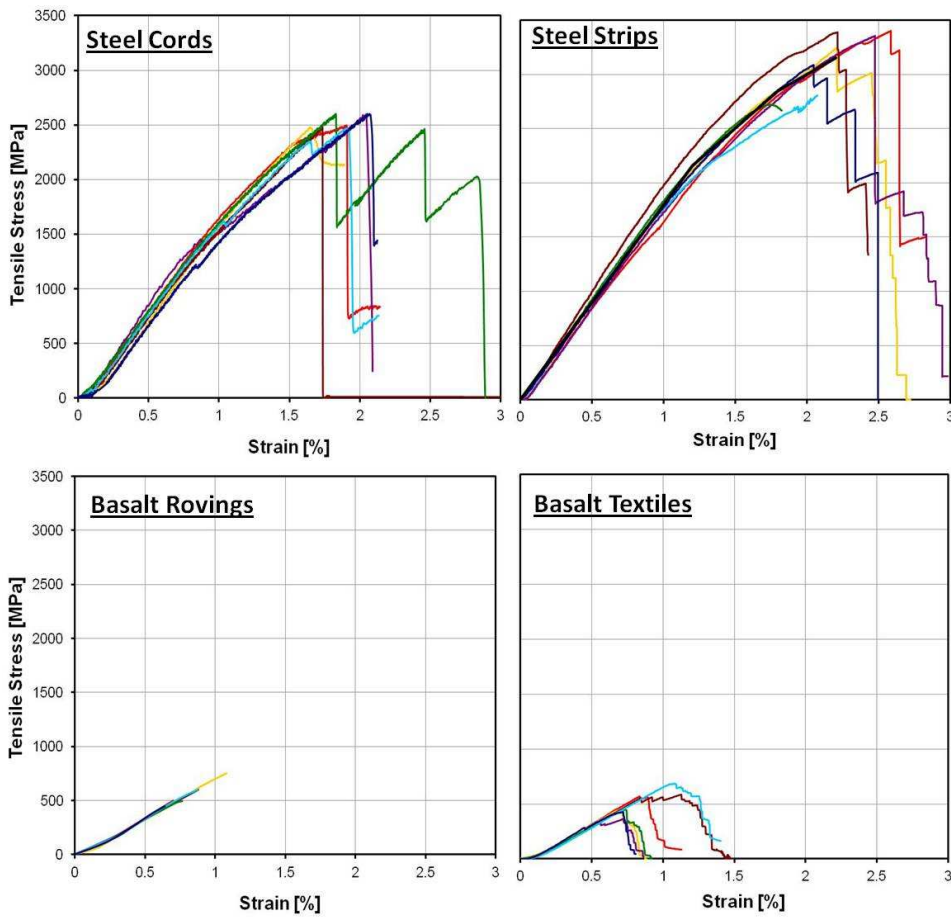 Steel Cords
Steel Strips
3500
3000
2500
2000
1500
1000
500
0
Tensile Stress [MPa]
0 0.5 1 1.5 2 2.5 3
Strain [%]
0.5 1 1.5 2 2.5 3
Strain [%]
Basalt Rovings
Basalt Textiles
3500
3000
2500
2000
1500
1000
500
0
Tensile Stress [MPa]
0 0.5 1 1.5 2 2.5 3
Strain [%]
0 0.5 1 1.5 2 2.5 3
Strain [%]